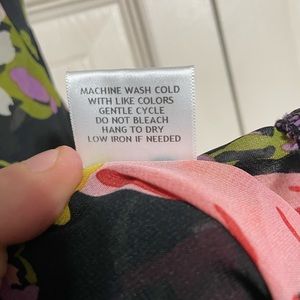 MACHINE WASH COLD
WITH LIKE COLORS
GENTLE CYCLE
DO NOT BLEACH
HANG TO DRY
LOW IRON IF NEEDED